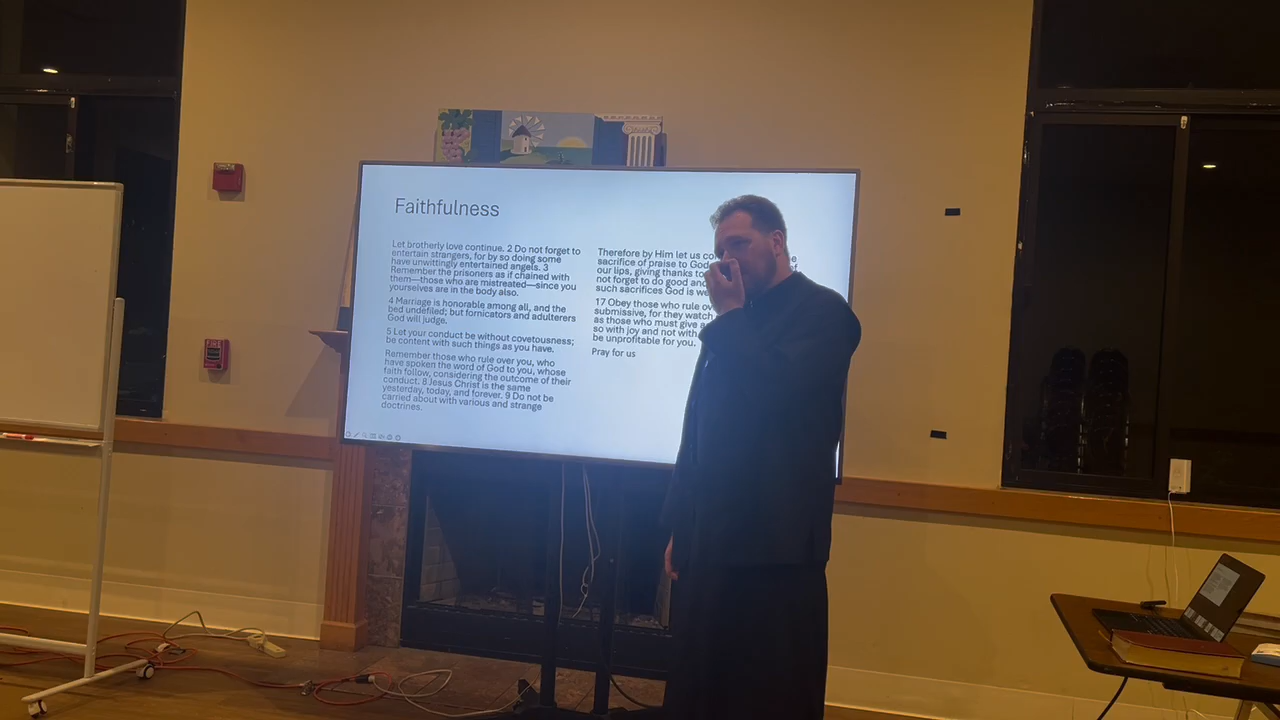 Faithfulness
Let brotherly love continue. 2 Do not forget to
entertain strangers, for by so doing some
have unwittingly entertained angels. 3
Remember the prisoners as if chained with
them—those who are mistreated—since you
yourselves are in the body also.
4 Marriage is honorable among all, and the
bed undefiled; but fornicators and adulterers
God will judge.
5 Let your conduct be without covetousness;
be content with such things as you have.
Remember those who rule over you, who
have spoken the word of God to you, whose
faith follow, considering the outcome of their
conduct. 8 Jesus Christ is the same
yesterday, today, and forever. 9 Do not be
carried about with various and strange
doctrines.
Therefore by Him let us
sacrifice of praise to God
our lips, giving thanks to
not forget to do good and
such sacrifices God is
17 Obey those who rule
submissive, for they watch
as those who must give
so with joy and not with
be unprofitable for you.
Pray for us